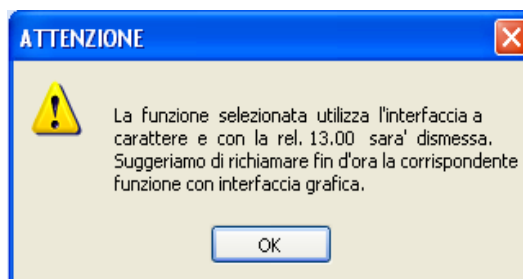 ATTENZIONE
La funzione selezionata utilizza l'interfaccia a
carattere e con la rel. 13.00 sara' dismessa.
Suggeriamo di richiamare fin d'ora la corrispondente
funzione con interfaccia grafica.
OK